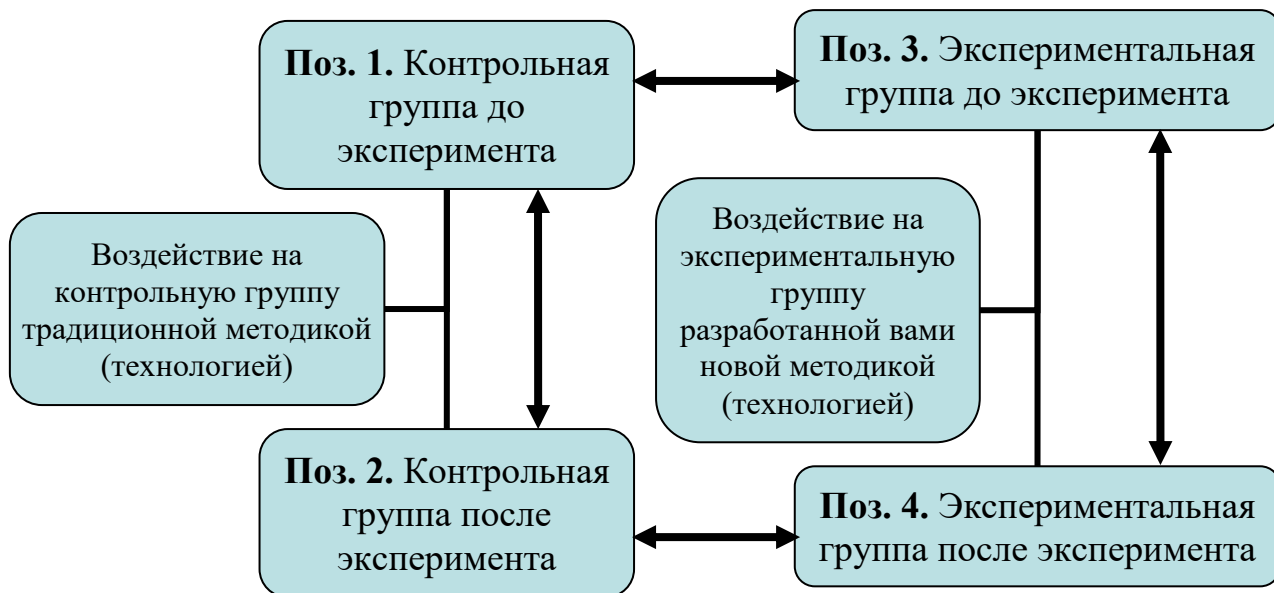 Поз. 1. Контрольная
группа до
эксперимента
Поз. 3. Экспериментальная
группа до эксперимента
Воздействие на
контрольную группу
традиционной методикой
(технологией)
Воздействие на
экспериментальную
группу
разработанной вами
новой методикой
(технологией)
Поз. 2. Контрольная
группа после
эксперимента
Поз. 4. Экспериментальная
группа после эксперимента